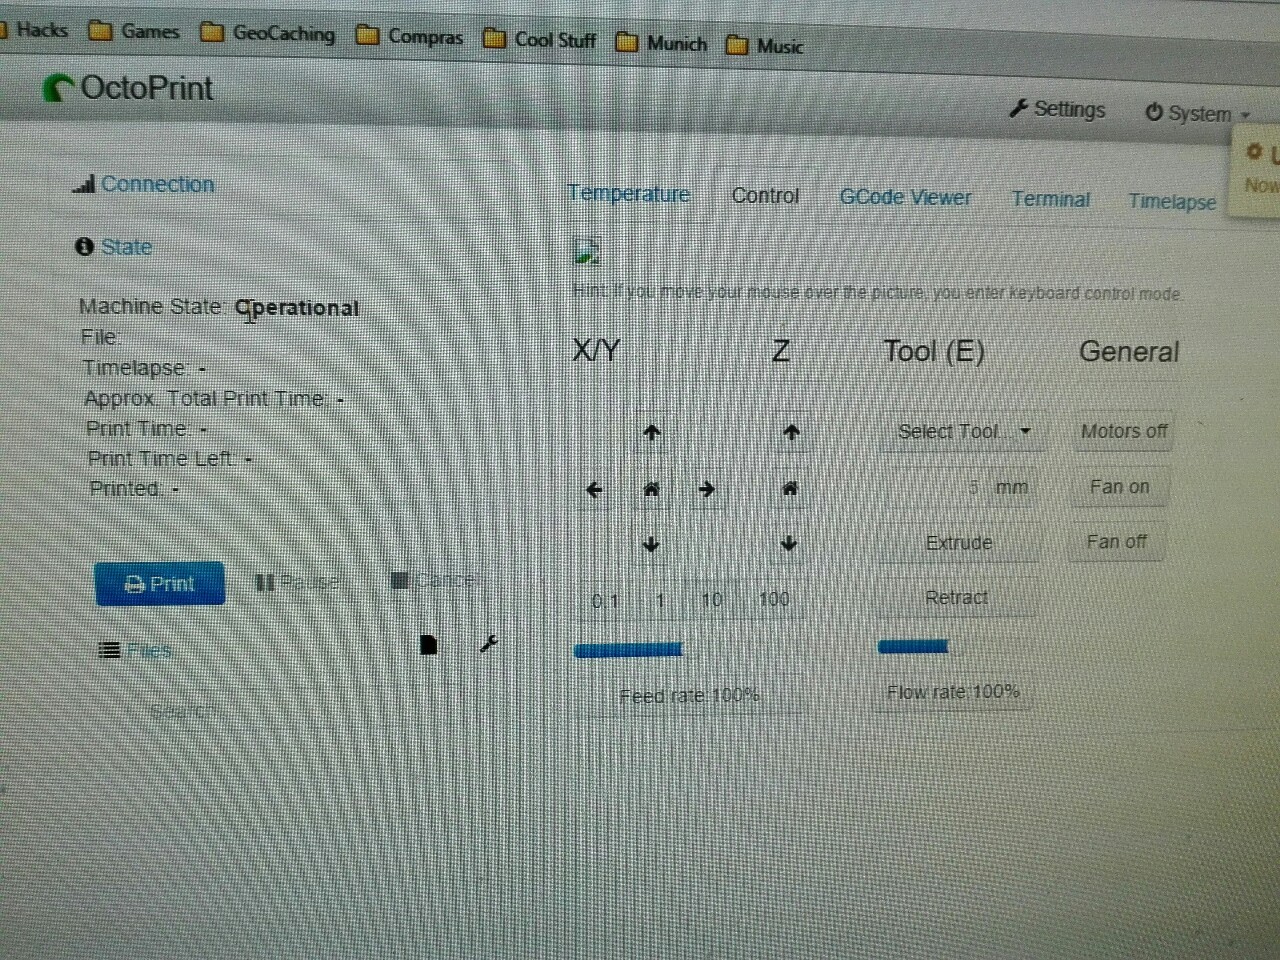 Hacks Games GeoCaching Compras Cool Stuff Munich Music
OctoPrint
Settings System
Now
Connection
Temperature Control GCode Viewer Terminal Timelapse
State
Hint: If you move your mouse over the picture, you enter keyboard control mode.
Machine State: Operational
File:
Timelapse: -
Approx. Total Print Time: -
Print Time: -
Print Time Left: -
Printed: -
X/Y Z Tool (E) General
Select Tool... Motors off
5 mm Fan on
Extrude Fan off
Print Pause Cancel
0.1 1 10 100 Retract
Files
Feed rate:100% Flow rate:100%
Search...